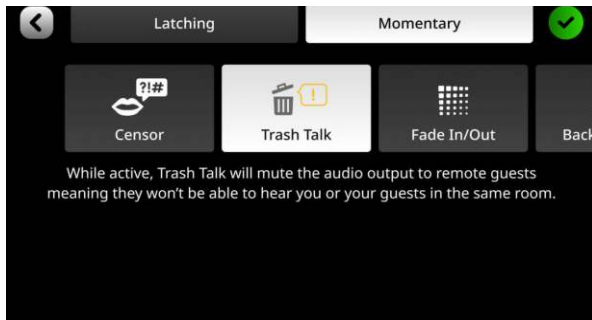 Latching
Momentary
?!#
!
Censor
Trash Talk
Fade In/Out
Back
While active, Trash Talk will mute the audio output to remote guests
meaning they won't be able to hear you or your guests in the same room.